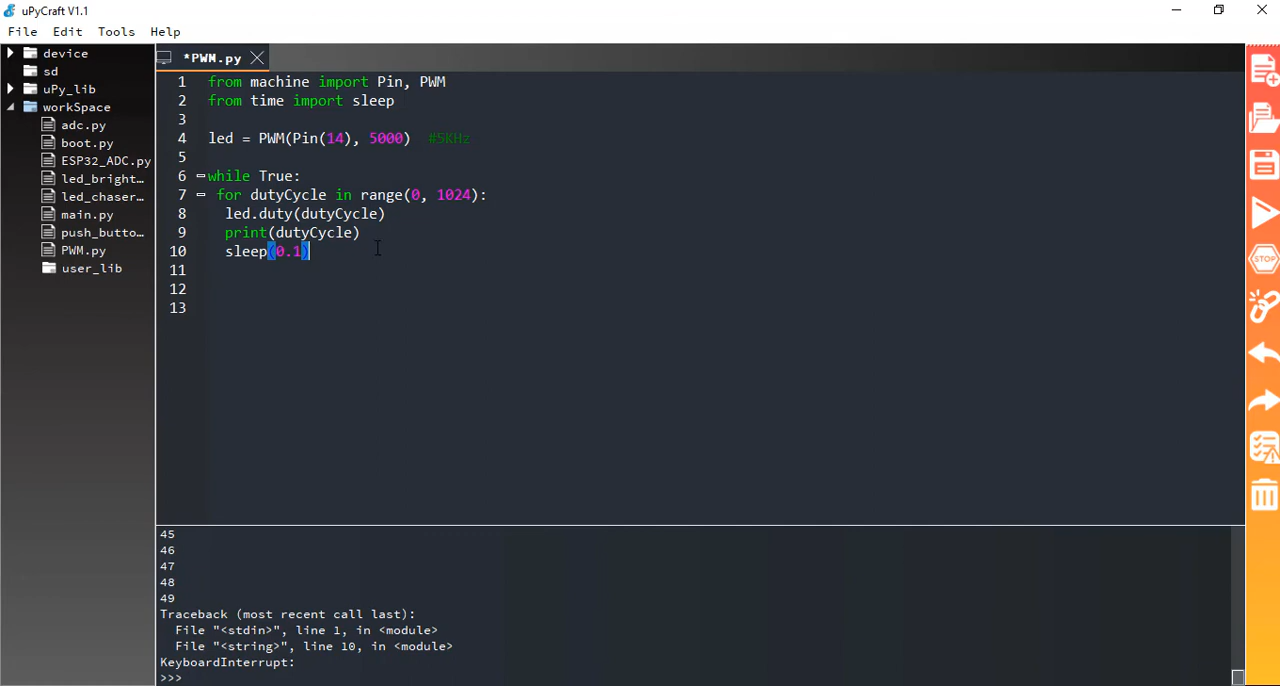 uPyCraft V1.1
File Edit Tools Help
device
sd
uPy_lib
workSpace
adc.py
boot.py
ESP32_ADC.py
led_bright...
led_chaser...
main.py
push_butto...
PWM.py
user_lib
*PWM.py
1 from machine import Pin, PWM
2 from time import sleep
3
4 led = PWM(Pin(14), 5000)  #5KHz
5
6 while True:
7  for dutyCycle in range(0, 1024):
8   led.duty(dutyCycle)
9   print(dutyCycle)
10   sleep(0.1)
11
12
13
45
46
47
48
49
Traceback (most recent call last):
  File "<stdin>", line 1, in <module>
  File "<string>", line 10, in <module>
KeyboardInterrupt:
>>>
STOP